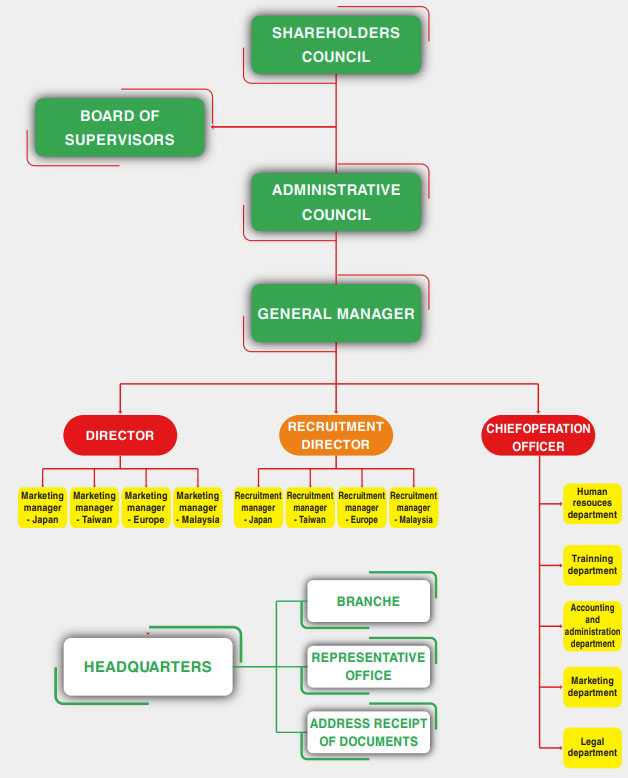 SHAREHOLDERS
COUNCIL
BOARD OF
SUPERVISORS
ADMINISTRATIVE
COUNCIL
GENERAL MANAGER
DIRECTOR
RECRUITMENT
DIRECTOR
CHIEFOPERATION
OFFICER
Marketing
manager
- Japan
Marketing
manager
- Taiwan
Marketing
manager
- Europe
Marketing
manager
- Malaysia
Recruitment
manager
- Japan
Recruitment
manager
- Taiwan
Recruitment
manager
- Europe
Recruitment
manager
- Malaysia
Human
resouces
department
Trainning
department
Accounting
and
administration
department
Marketing
department
Legal
department
HEADQUARTERS
BRANCHE
REPRESENTATIVE
OFFICE
ADDRESS RECEIPT
OF DOCUMENTS